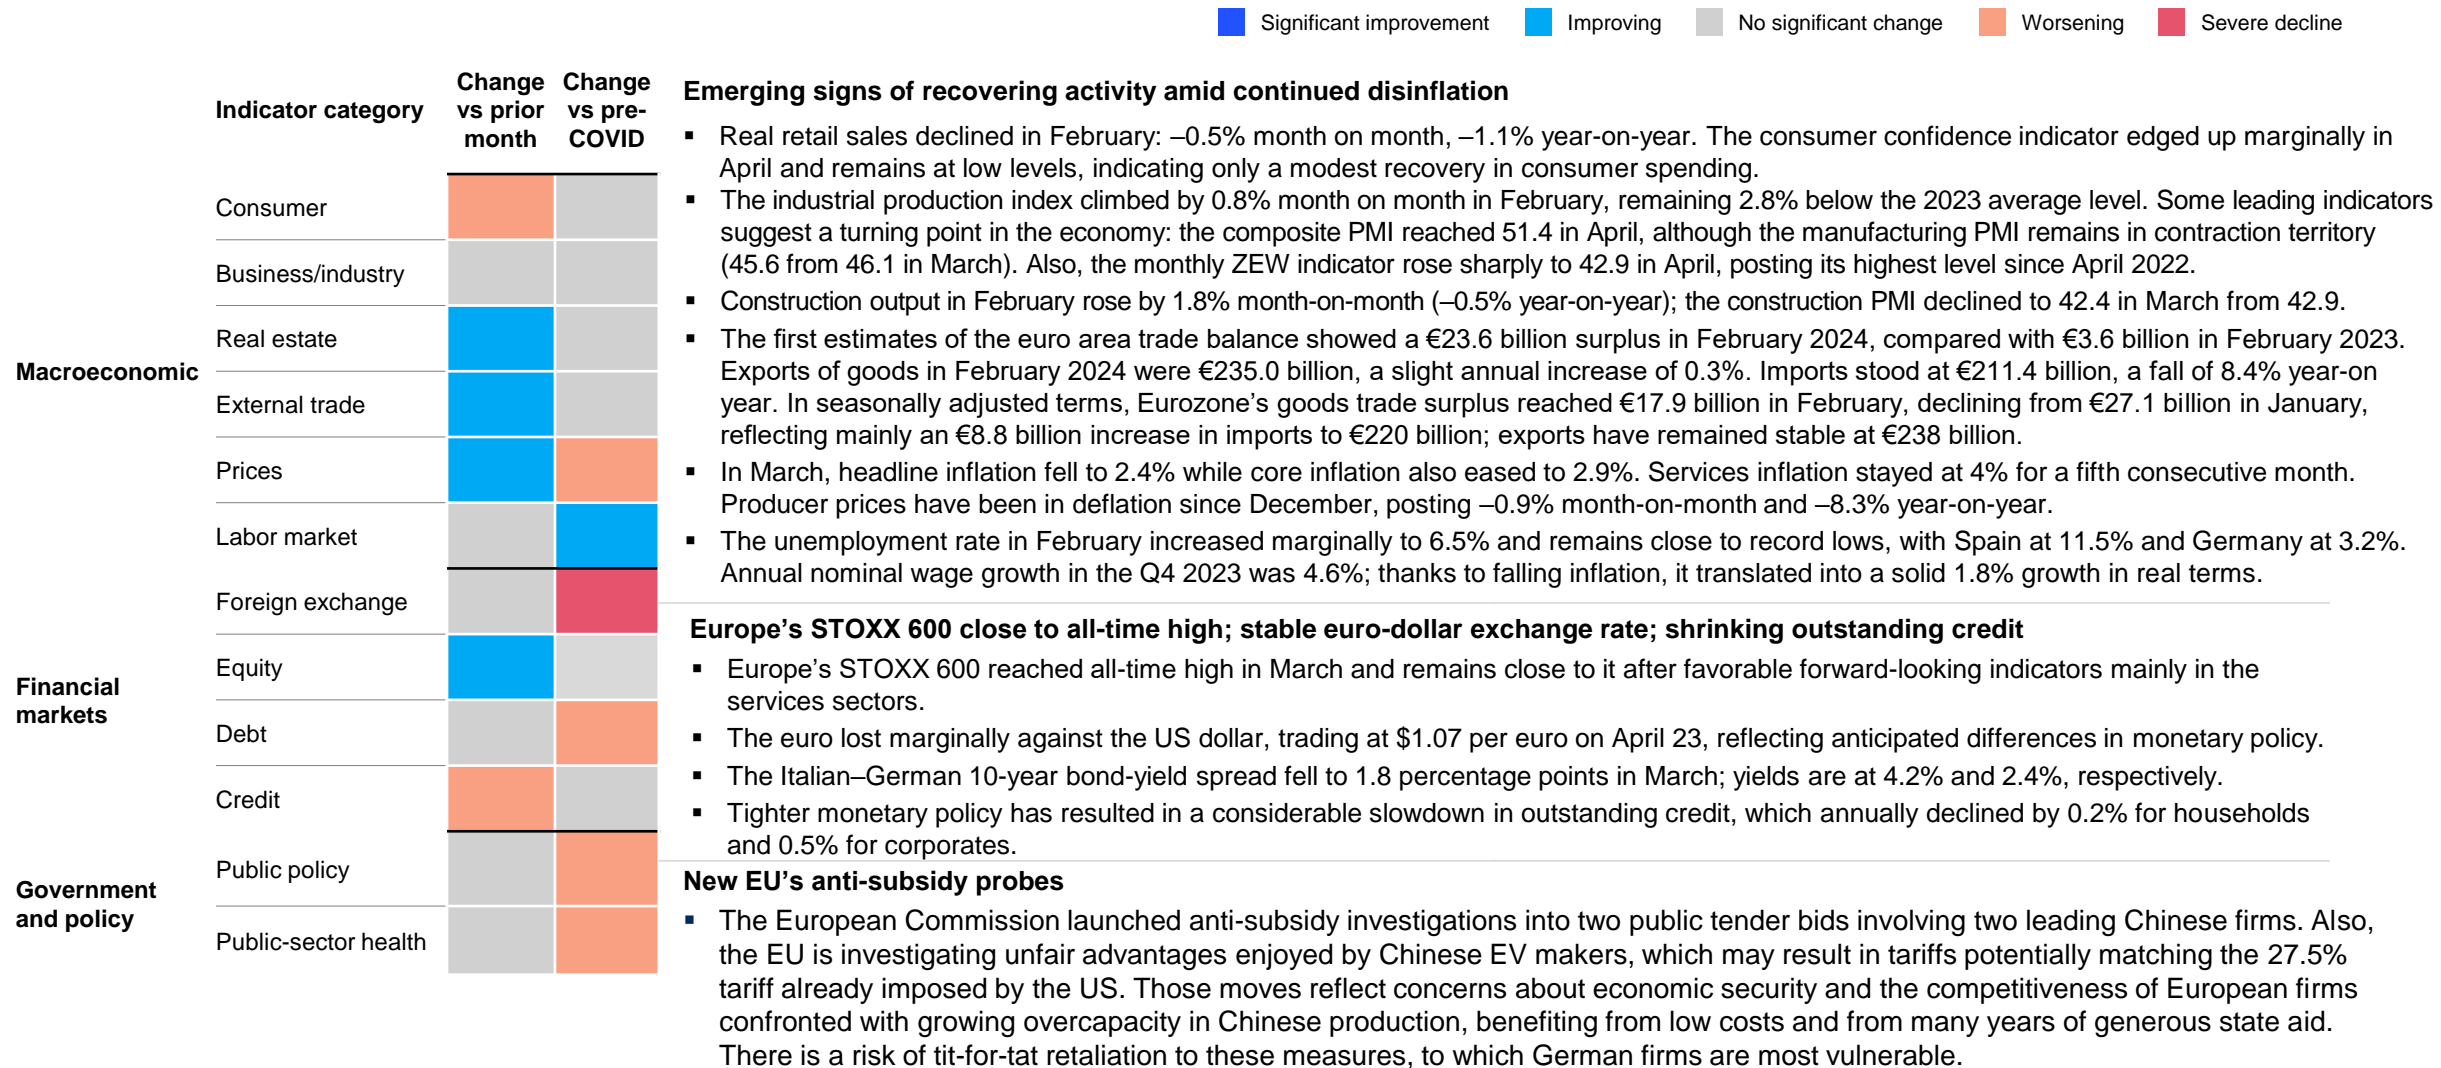 Significant improvement
Improving
No significant change
Worsening
Severe decline
Indicator category
Change
vs prior
month
Change
vs pre-
COVID
Macroeconomic
Consumer
Business/industry
Real estate
External trade
Prices
Labor market
Financial
markets
Foreign exchange
Equity
Debt
Credit
Government
and policy
Public policy
Public-sector health
Emerging signs of recovering activity amid continued disinflation
▪ Real retail sales declined in February: –0.5% month on month, –1.1% year-on-year. The consumer confidence indicator edged up marginally in
April and remains at low levels, indicating only a modest recovery in consumer spending.
▪ The industrial production index climbed by 0.8% month on month in February, remaining 2.8% below the 2023 average level. Some leading indicators
suggest a turning point in the economy: the composite PMI reached 51.4 in April, although the manufacturing PMI remains in contraction territory
(45.6 from 46.1 in March). Also, the monthly ZEW indicator rose sharply to 42.9 in April, posting its highest level since April 2022.
▪ Construction output in February rose by 1.8% month-on-month (–0.5% year-on-year); the construction PMI declined to 42.4 in March from 42.9.
▪ The first estimates of the euro area trade balance showed a €23.6 billion surplus in February 2024, compared with €3.6 billion in February 2023.
Exports of goods in February 2024 were €235.0 billion, a slight annual increase of 0.3%. Imports stood at €211.4 billion, a fall of 8.4% year-on
year. In seasonally adjusted terms, Eurozone’s goods trade surplus reached €17.9 billion in February, declining from €27.1 billion in January,
reflecting mainly an €8.8 billion increase in imports to €220 billion; exports have remained stable at €238 billion.
▪ In March, headline inflation fell to 2.4% while core inflation also eased to 2.9%. Services inflation stayed at 4% for a fifth consecutive month.
Producer prices have been in deflation since December, posting –0.9% month-on-month and –8.3% year-on-year.
▪ The unemployment rate in February increased marginally to 6.5% and remains close to record lows, with Spain at 11.5% and Germany at 3.2%.
Annual nominal wage growth in the Q4 2023 was 4.6%; thanks to falling inflation, it translated into a solid 1.8% growth in real terms.
Europe’s STOXX 600 close to all-time high; stable euro-dollar exchange rate; shrinking outstanding credit
▪ Europe’s STOXX 600 reached all-time high in March and remains close to it after favorable forward-looking indicators mainly in the
services sectors.
▪ The euro lost marginally against the US dollar, trading at $1.07 per euro on April 23, reflecting anticipated differences in monetary policy.
▪ The Italian–German 10-year bond-yield spread fell to 1.8 percentage points in March; yields are at 4.2% and 2.4%, respectively.
▪ Tighter monetary policy has resulted in a considerable slowdown in outstanding credit, which annually declined by 0.2% for households
and 0.5% for corporates.
New EU’s anti-subsidy probes
▪ The European Commission launched anti-subsidy investigations into two public tender bids involving two leading Chinese firms. Also,
the EU is investigating unfair advantages enjoyed by Chinese EV makers, which may result in tariffs potentially matching the 27.5%
tariff already imposed by the US. Those moves reflect concerns about economic security and the competitiveness of European firms
confronted with growing overcapacity in Chinese production, benefiting from low costs and from many years of generous state aid.
There is a risk of tit-for-tat retaliation to these measures, to which German firms are most vulnerable.